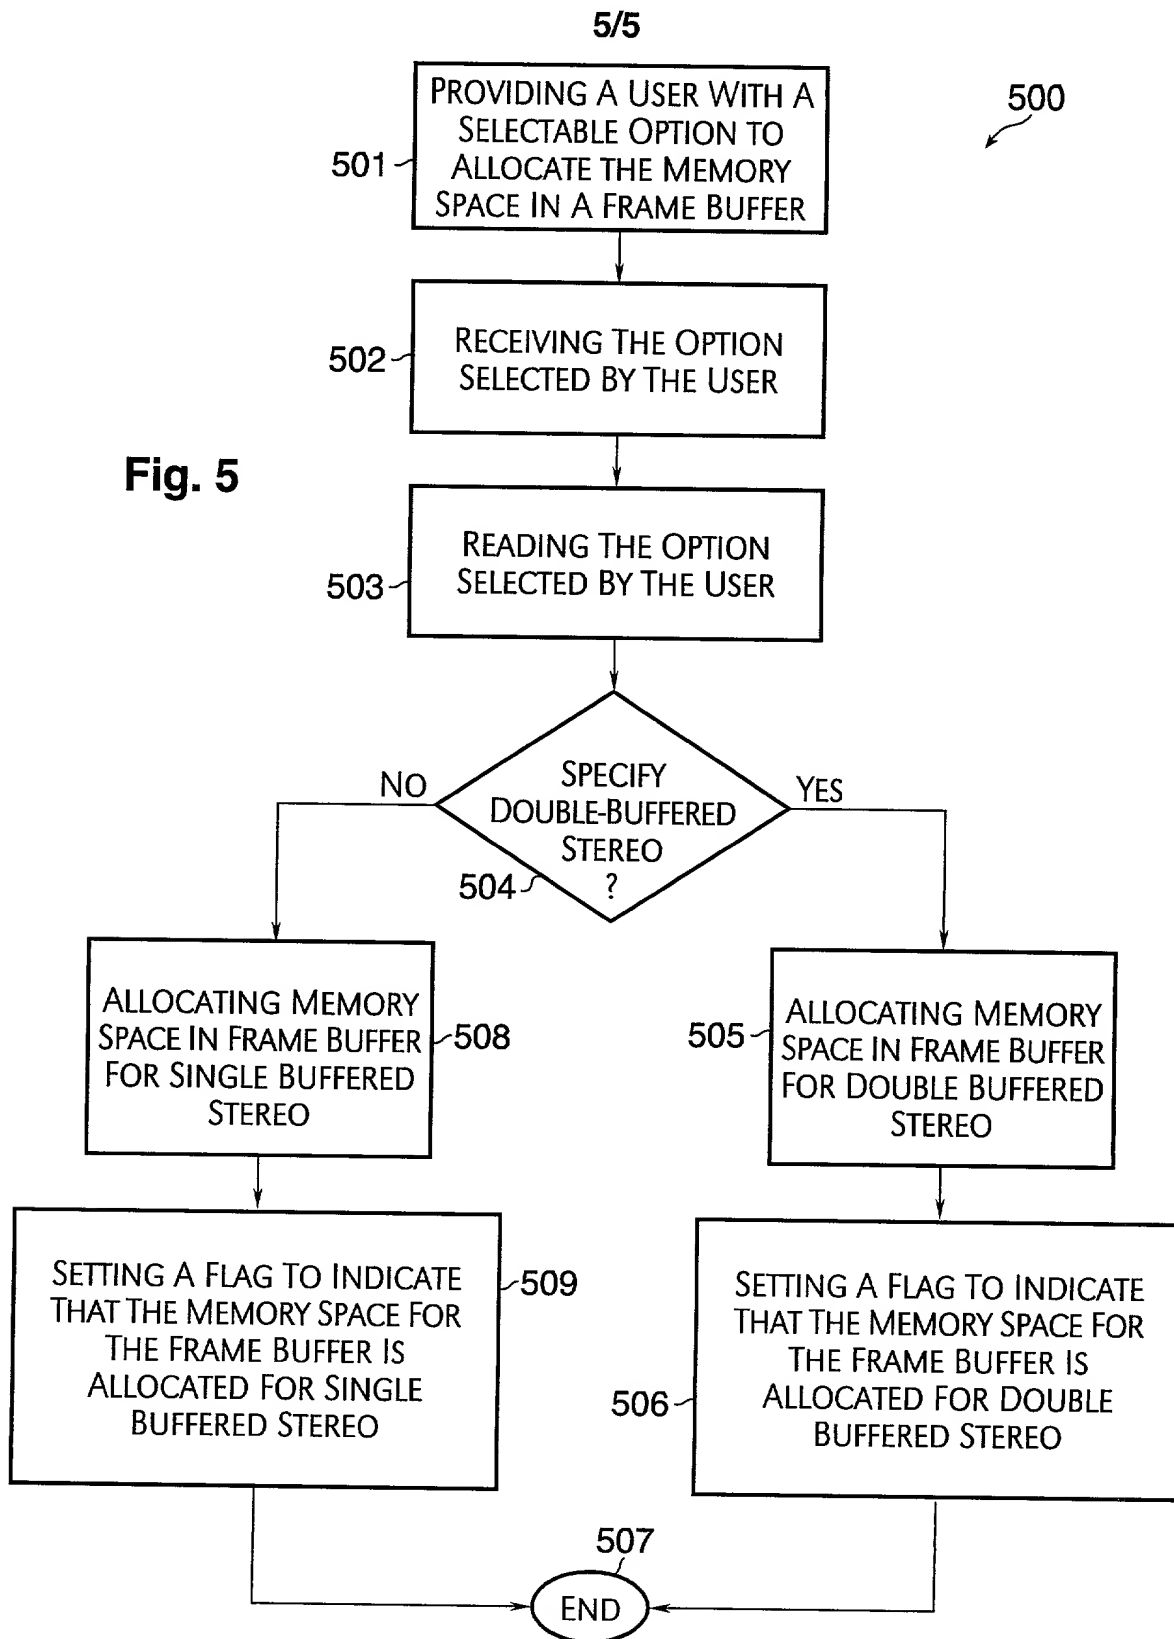 5/5
500
PROVIDING A USER WITH A
SELECTABLE OPTION TO
ALLOCATE THE MEMORY
SPACE IN A FRAME BUFFER
501
RECEIVING THE OPTION
SELECTED BY THE USER
502
Fig. 5
READING THE OPTION
SELECTED BY THE USER
503
NO
SPECIFY
DOUBLE-BUFFERED
STEREO
?
504
YES
ALLOCATING MEMORY
SPACE IN FRAME BUFFER
FOR SINGLE BUFFERED
STEREO
508
505
ALLOCATING MEMORY
SPACE IN FRAME BUFFER
FOR DOUBLE BUFFERED
STEREO
SETTING A FLAG TO INDICATE
THAT THE MEMORY SPACE FOR
THE FRAME BUFFER IS
ALLOCATED FOR SINGLE
BUFFERED STEREO
509
506
SETTING A FLAG TO INDICATE
THAT THE MEMORY SPACE FOR
THE FRAME BUFFER IS
ALLOCATED FOR DOUBLE
BUFFERED STEREO
507
END